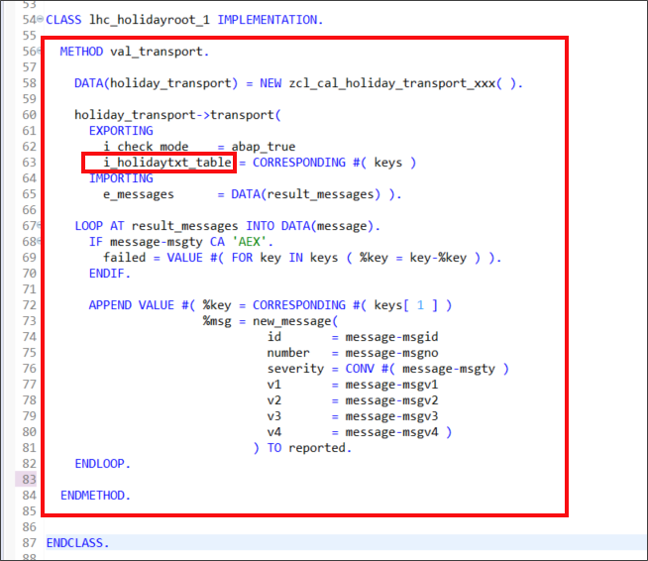 53
54 CLASS lhc_holidayroot_1 IMPLEMENTATION.
55
56 METHOD val_transport.
57
58 DATA(holiday_transport) = NEW zcl_cal_holiday_transport_xxx( ).
59
60 holiday_transport->transport(
61 EXPORTING
62 i_check_mode = abap_true
63 i_holidaytxt_table = CORRESPONDING #( keys )
64 IMPORTING
65 e_messages = DATA(result_messages) ).
66
67 LOOP AT result_messages INTO DATA(message).
68 IF message-msgty CA 'AEX'.
69 failed = VALUE #( FOR key IN keys ( %key = key-%key ) ).
70 ENDIF.
71
72 APPEND VALUE #( %key = CORRESPONDING #( keys[ 1 ] )
73 %msg = new_message(
74 id = message-msgid
75 number = message-msgno
76 severity = CONV #( message-msgty )
77 v1 = message-msgv1
78 v2 = message-msgv2
79 v3 = message-msgv3
80 v4 = message-msgv4 )
81 ) TO reported.
82 ENDLOOP.
83
84 ENDMETHOD.
85
86
87 ENDCLASS.
88